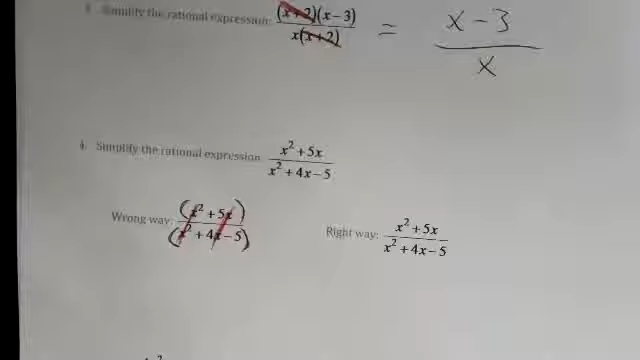 3. Simplify the rational expression: (x+2)(x-3) / x(x+2) = x-3 / x
4. Simplify the rational expression: x²+5x / x²+4x-5
Wrong way: (x²+5x) / (x²+4x-5)
Right way: x²+5x / x²+4x-5